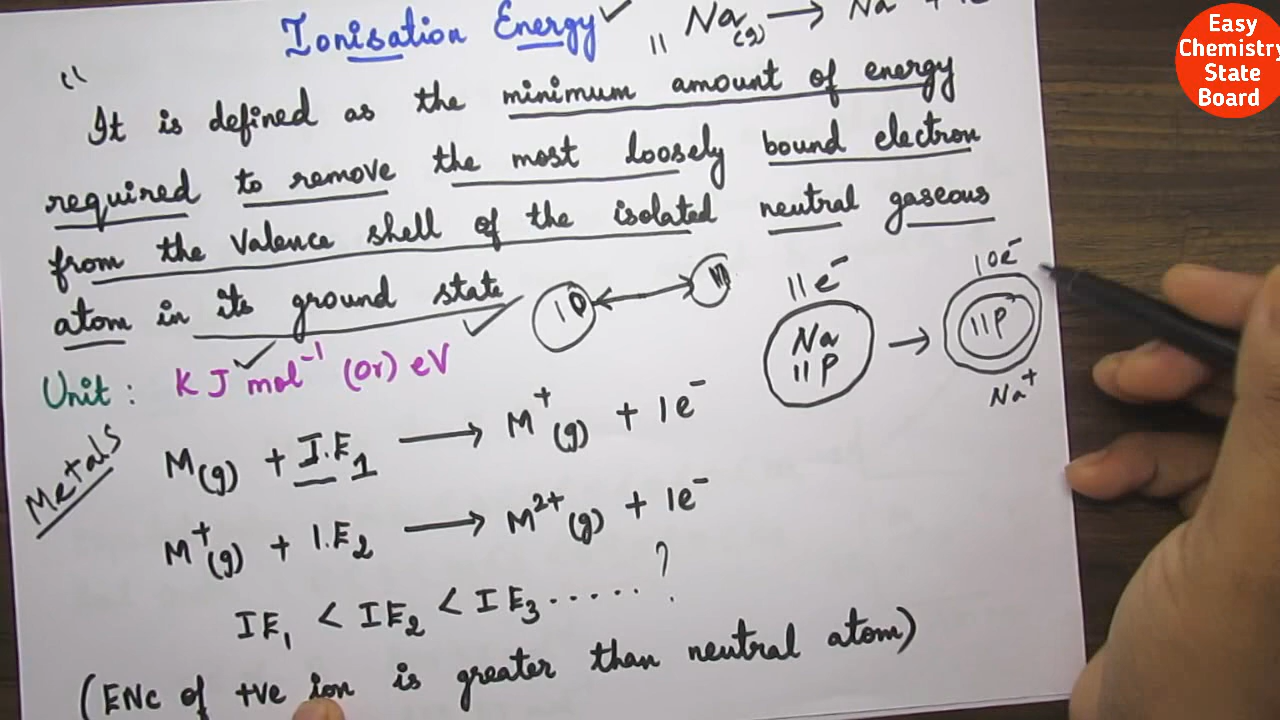 Ionisation Energy ✓
Na(g) → Na + 1e
" It is defined as the minimum amount of energy
required to remove the most loosely bound electron
from the valence shell of the isolated neutral gaseous
atom in its ground state "
Unit : KJ mol⁻¹ (or) eV
11e⁻
Na
11P
→
10e⁻
11P
Na⁺
Metals
M(g) + I.E₁ → M⁺(g) + 1e⁻
M⁺(g) + I.E₂ → M²⁺(g) + 1e⁻
IE₁ < IE₂ < IE₃ ...... ?
(ENC of +ve ion is greater than neutral atom)
Easy
Chemistry
State
Board